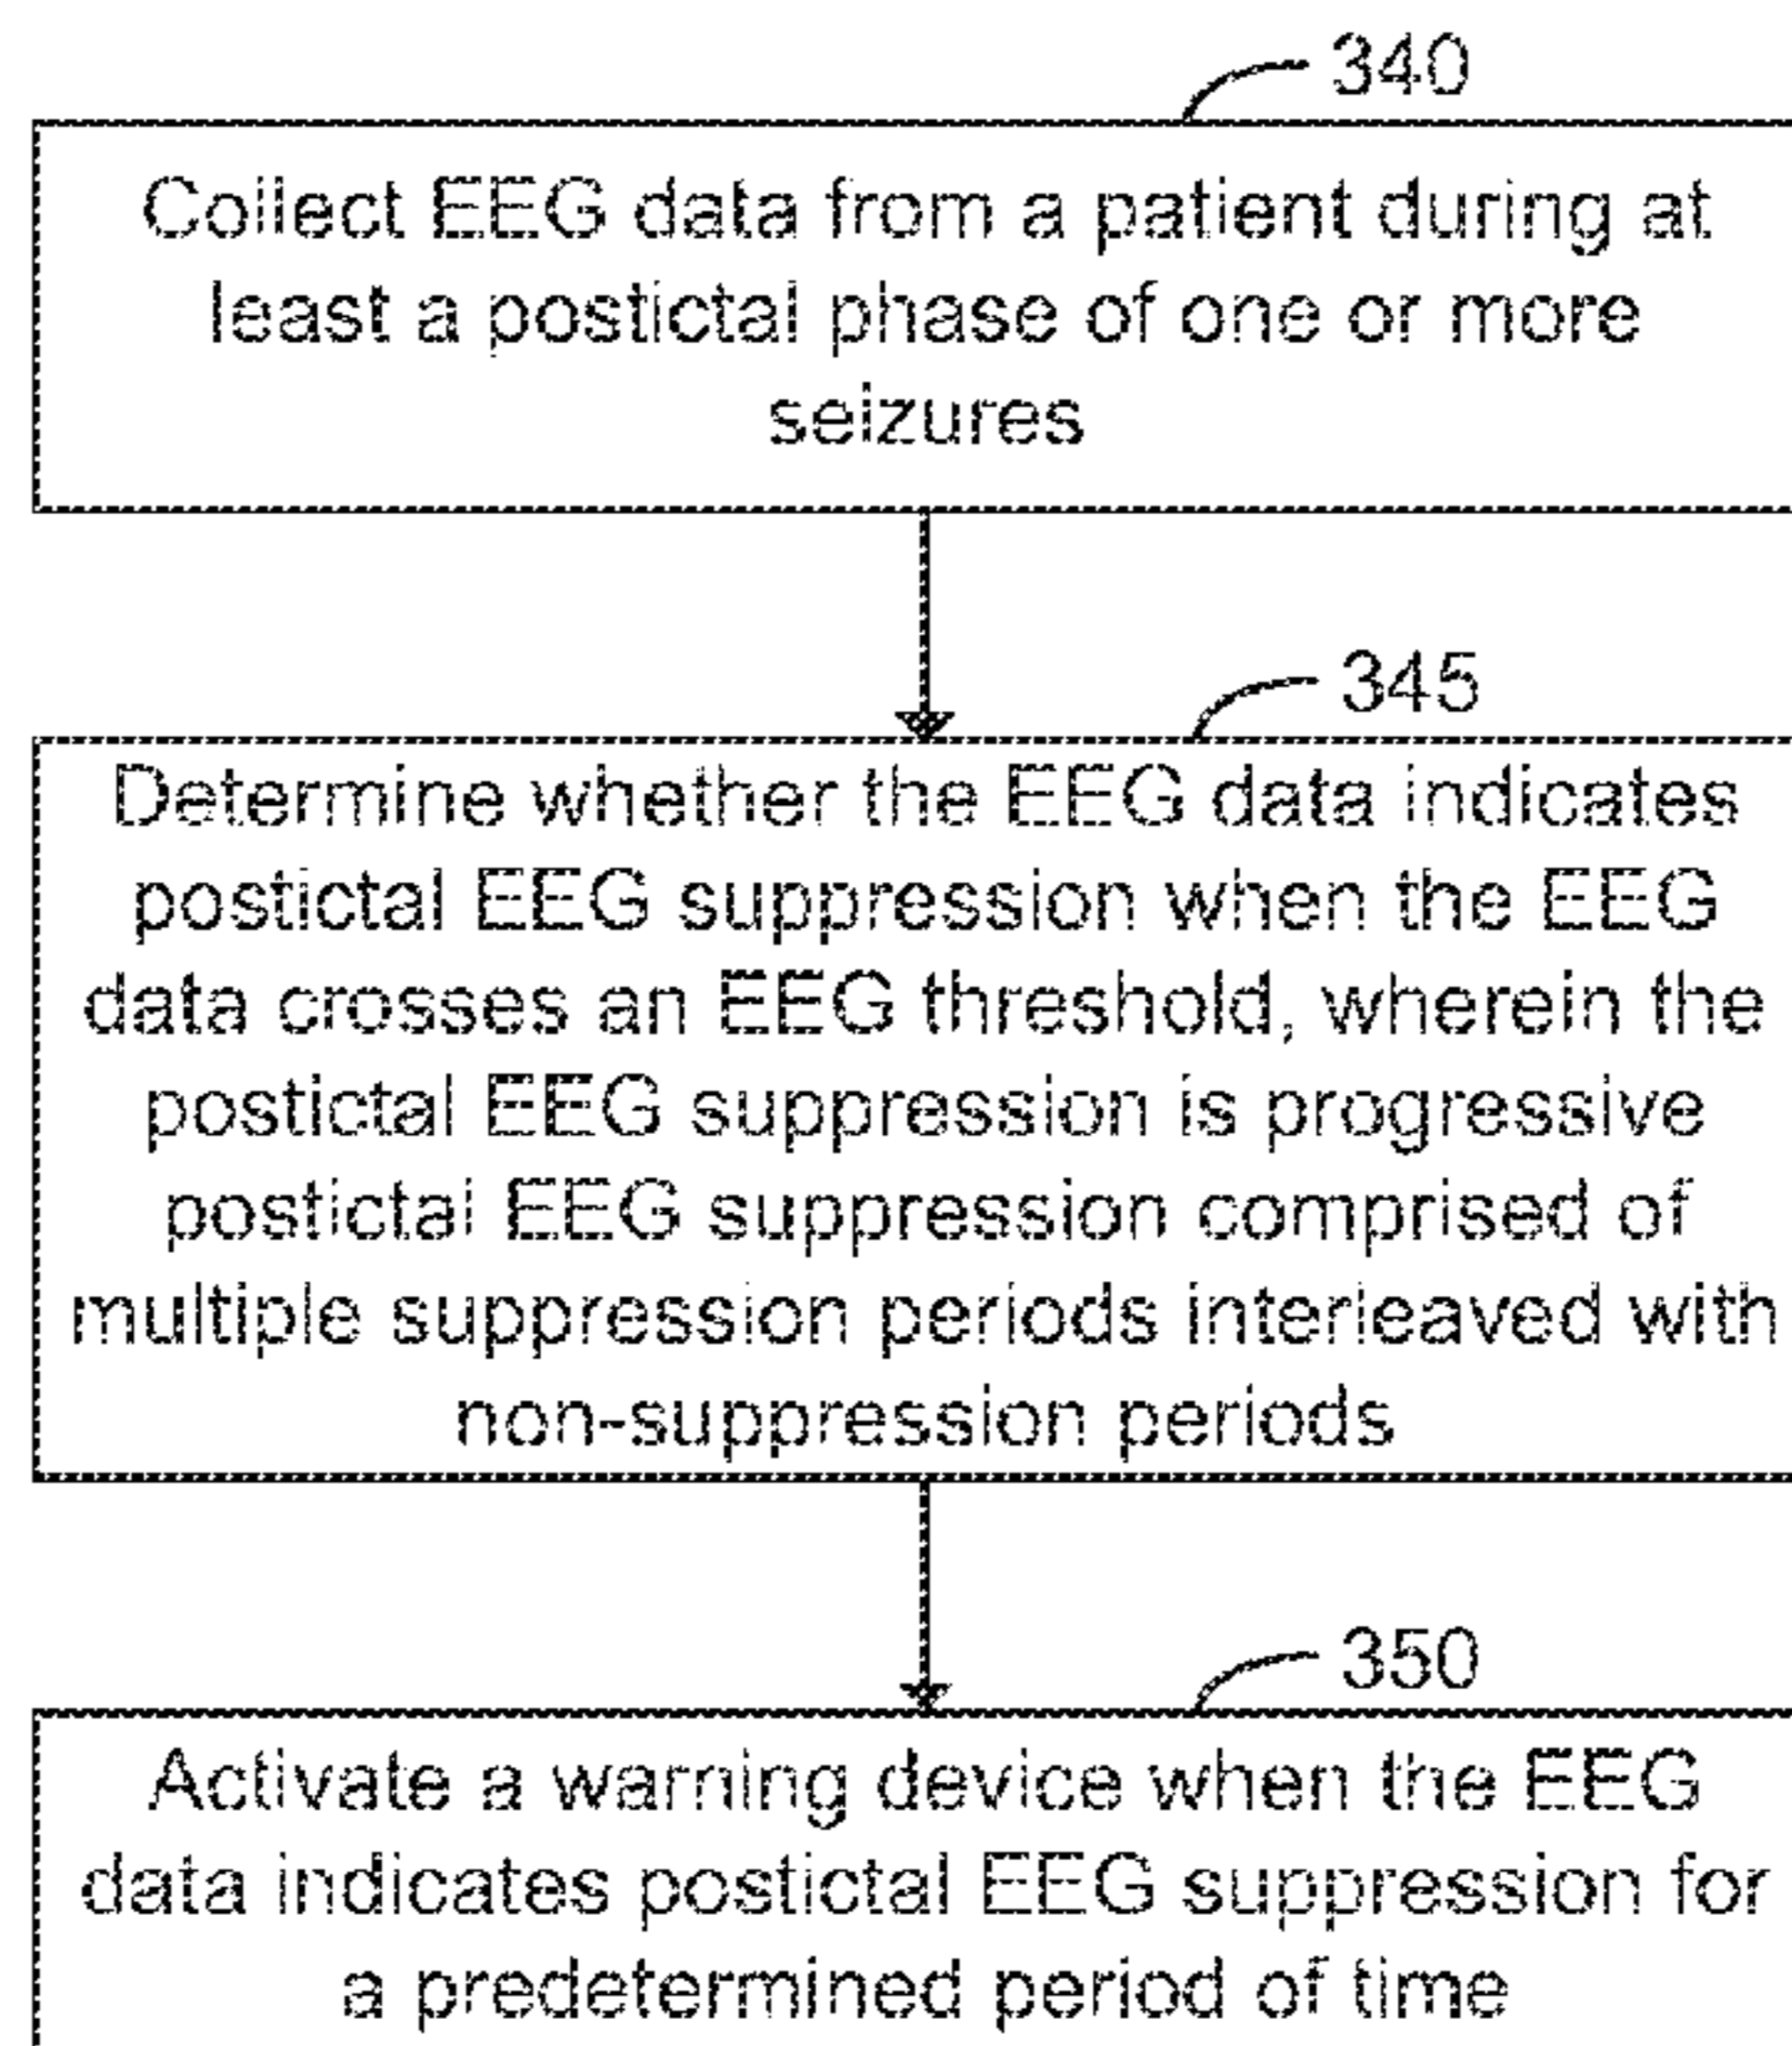 340
Collect EEG data from a patient during at
least a postictal phase of one or more
seizures
345
Determine whether the EEG data indicates
postictal EEG suppression when the EEG
data crosses an EEG threshold, wherein the
postictal EEG suppression is progressive
postictal EEG suppression comprised of
multiple suppression periods interleaved with
non-suppression periods
350
Activate a warning device when the EEG
data indicates postictal EEG suppression for
a predetermined period of time